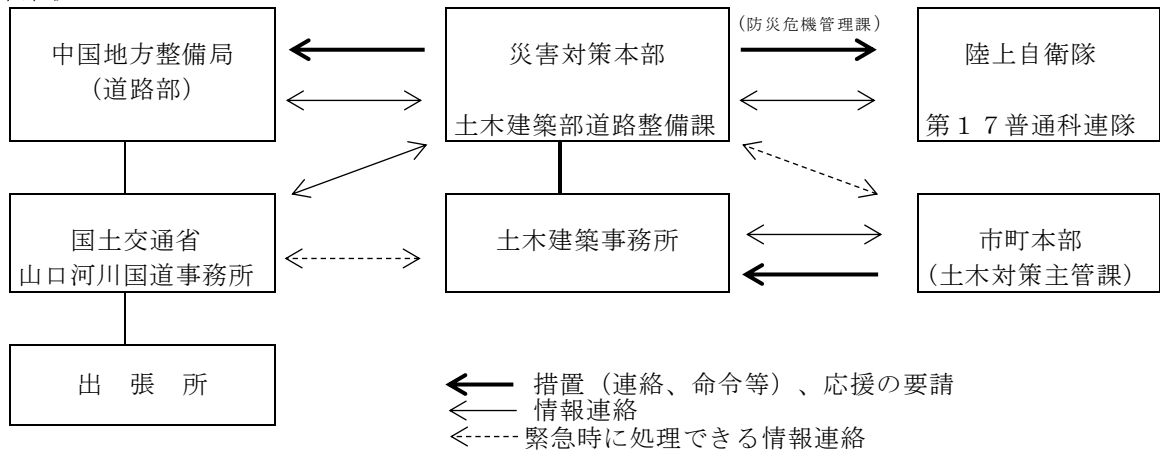 中国地方整備局
(道路部)
災害対策本部
土木建築部道路整備課
(防災危機管理課)
陸上自衛隊
第１７普通科連隊
国土交通省
山口河川国道事務所
土木建築事務所
市町本部
(土木対策主管課)
出　張　所
措置（連絡、命令等）、応援の要請
情報連絡
緊急時に処理できる情報連絡